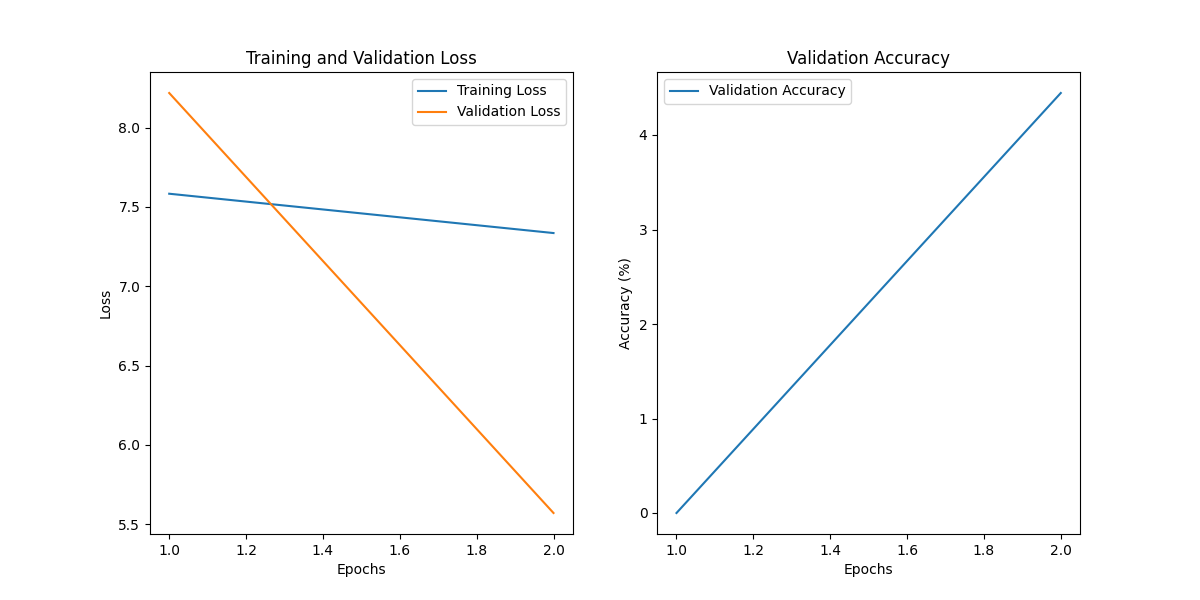 Training and Validation Loss
Training Loss
Validation Loss
8.0
7.5
7.0
6.5
6.0
5.5
Loss
1.0 1.2 1.4 1.6 1.8 2.0
Epochs
Validation Accuracy
Validation Accuracy
4
3
2
1
0
Accuracy (%)
1.0 1.2 1.4 1.6 1.8 2.0
Epochs